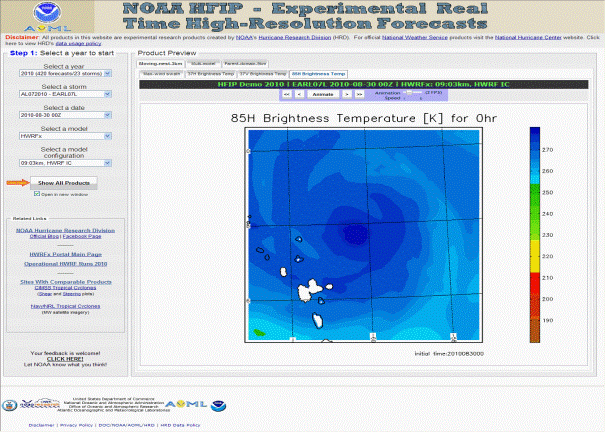 NOAA HFIP - Experimental Real
Time High-Resolution Forecasts
AOML
Disclaimer: All products in this website are experimental research products created by NOAA's Hurricane Research Division (HRD). For official National Weather Service products visit the National Hurricane Center website. Click
here to view HRD's data usage policy.
Step 1: Select a year to start
Select a year
2010 (420 forecasts/23 storms)
Select a storm
AL072010 - EARL07L
Select a date
2010-08-30 00Z
Select a model
HWRFx
Select a model
configuration
09:03km, HWRF IC
Show All Products
Open in new window
Related Links
NOAA Hurricane Research Division
Official Blog | Facebook Page
HWRFx Portal Main Page
Operational HWRF Runs 2010
Sites With Comparable Products
CIMSS Tropical Cyclones
(Shear and Steering plots)
Navy/NRL Tropical Cyclones
(MW satellite imagery)
Your feedback is welcome!
CLICK HERE!
Let NOAA know what you think!
Product Preview
Moving-nest-3km
Parent-domain-9km
37H Brightness Temp
37V Brightness Temp
85H Brightness Temp
HFIP Demo 2010 | EARL07L 2010-08-30 00Z | HWRFx: 09:03km, HWRF IC
<< < Animate > >> Animation Speed
85H Brightness Temperature [K] for 0hr
270
260
250
240
230
220
210
200
190
initial time:2010083000
United States Department of Commerce
National Oceanic and Atmospheric Administration
Office of Oceanic and Atmospheric Research
Atlantic Oceanographic and Meteorological Laboratories
AOML
Disclaimer | Privacy Policy | DOC/NOAA/AOML/HRD | HRD Data Policy